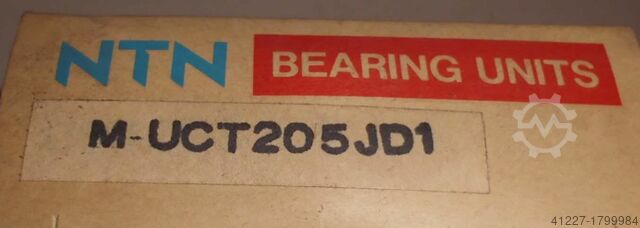 NTN BEARING UNITS
M-UCT205JD1
41227-1799984